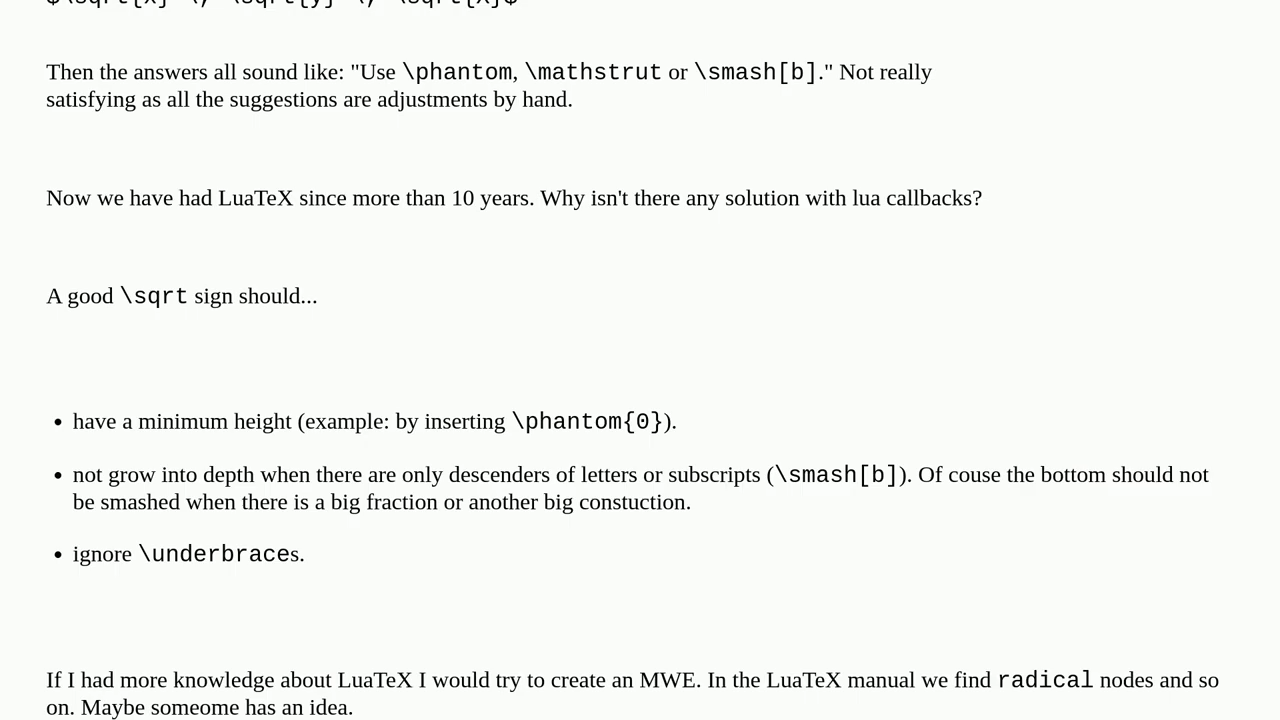 Then the answers all sound like: "Use \phantom, \mathstrut or \smash[b]." Not really
satisfying as all the suggestions are adjustments by hand.
Now we have had LuaTeX since more than 10 years. Why isn't there any solution with lua callbacks?
A good \sqrt sign should...
• have a minimum height (example: by inserting \phantom{0}).
• not grow into depth when there are only descenders of letters or subscripts (\smash[b]). Of couse the bottom should not
be smashed when there is a big fraction or another big constuction.
• ignore \underbraces.
If I had more knowledge about LuaTeX I would try to create an MWE. In the LuaTeX manual we find radical nodes and so
on. Maybe someome has an idea.